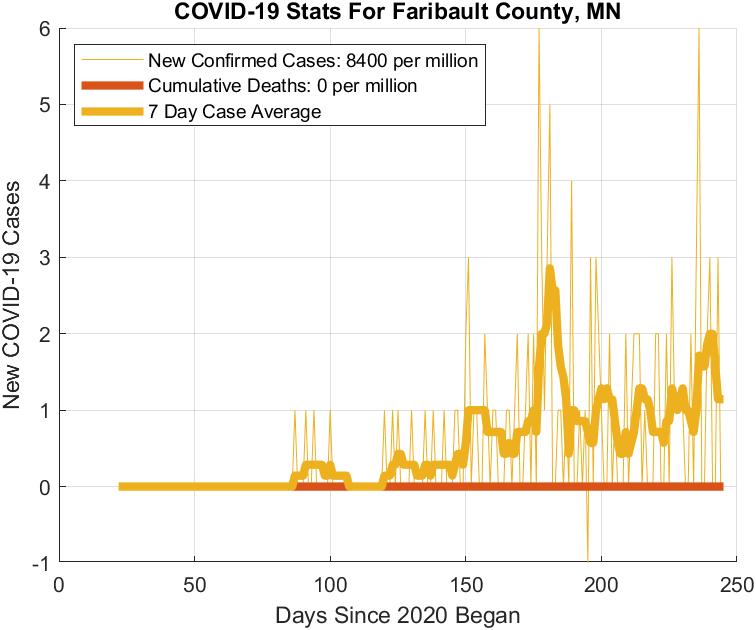 COVID-19 Stats For Faribault County, MN
New Confirmed Cases: 8400 per million
Cumulative Deaths: 0 per million
7 Day Case Average
New COVID-19 Cases
6
5
4
3
2
1
0
-1
0 50 100 150 200 250
Days Since 2020 Began